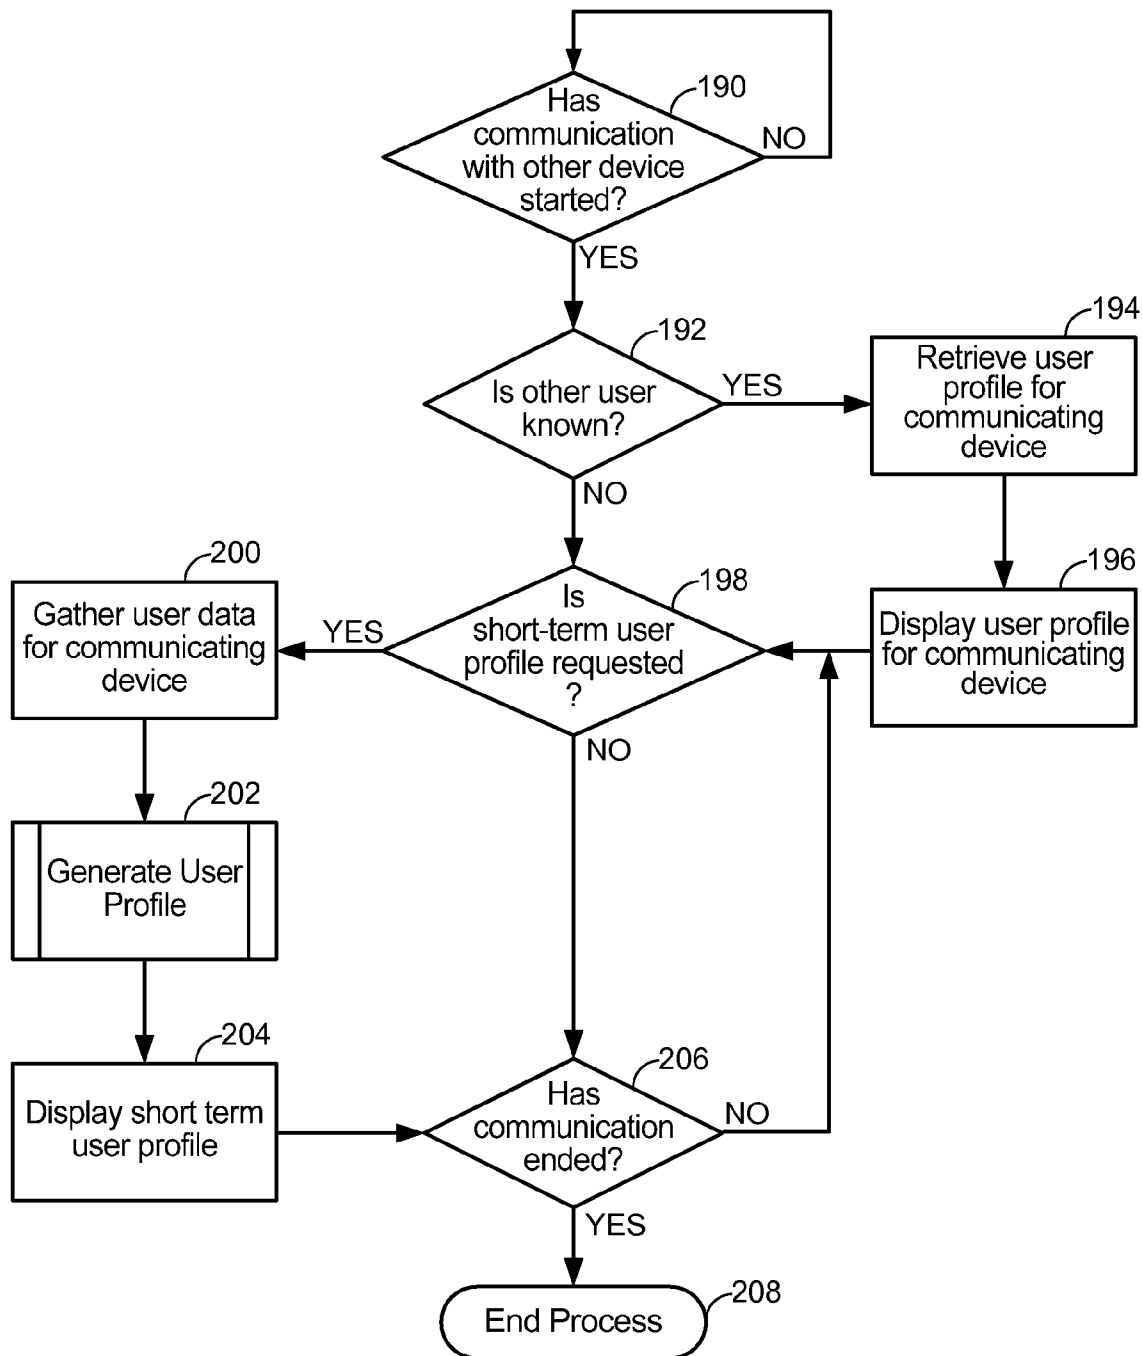 190
Has
communication
with other device
started?
NO
YES
192
Is other user
known?
YES
NO
194
Retrieve user
profile for
communicating
device
196
Display user profile
for communicating
device
198
Is
short-term user
profile requested
?
YES
NO
200
Gather user data
for communicating
device
202
Generate User
Profile
204
Display short term
user profile
206
Has
communication
ended?
NO
YES
208
End Process